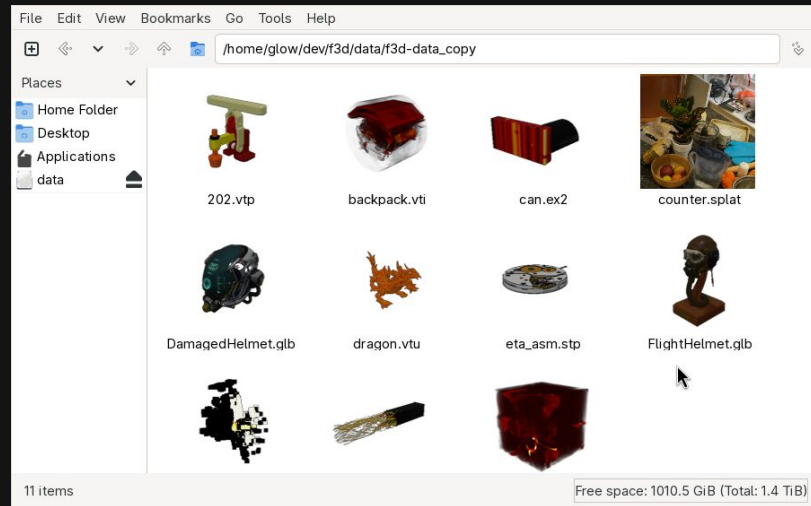 File Edit View Bookmarks Go Tools Help
/home/glow/dev/f3d/data/f3d-data_copy
Places
Home Folder
Desktop
Applications
data
202.vtp backpack.vti can.ex2 counter.splat
DamagedHelmet.glb dragon.vtu eta_asm.stp FlightHelmet.glb
11 items Free space: 1010.5 GiB (Total: 1.4 TiB)